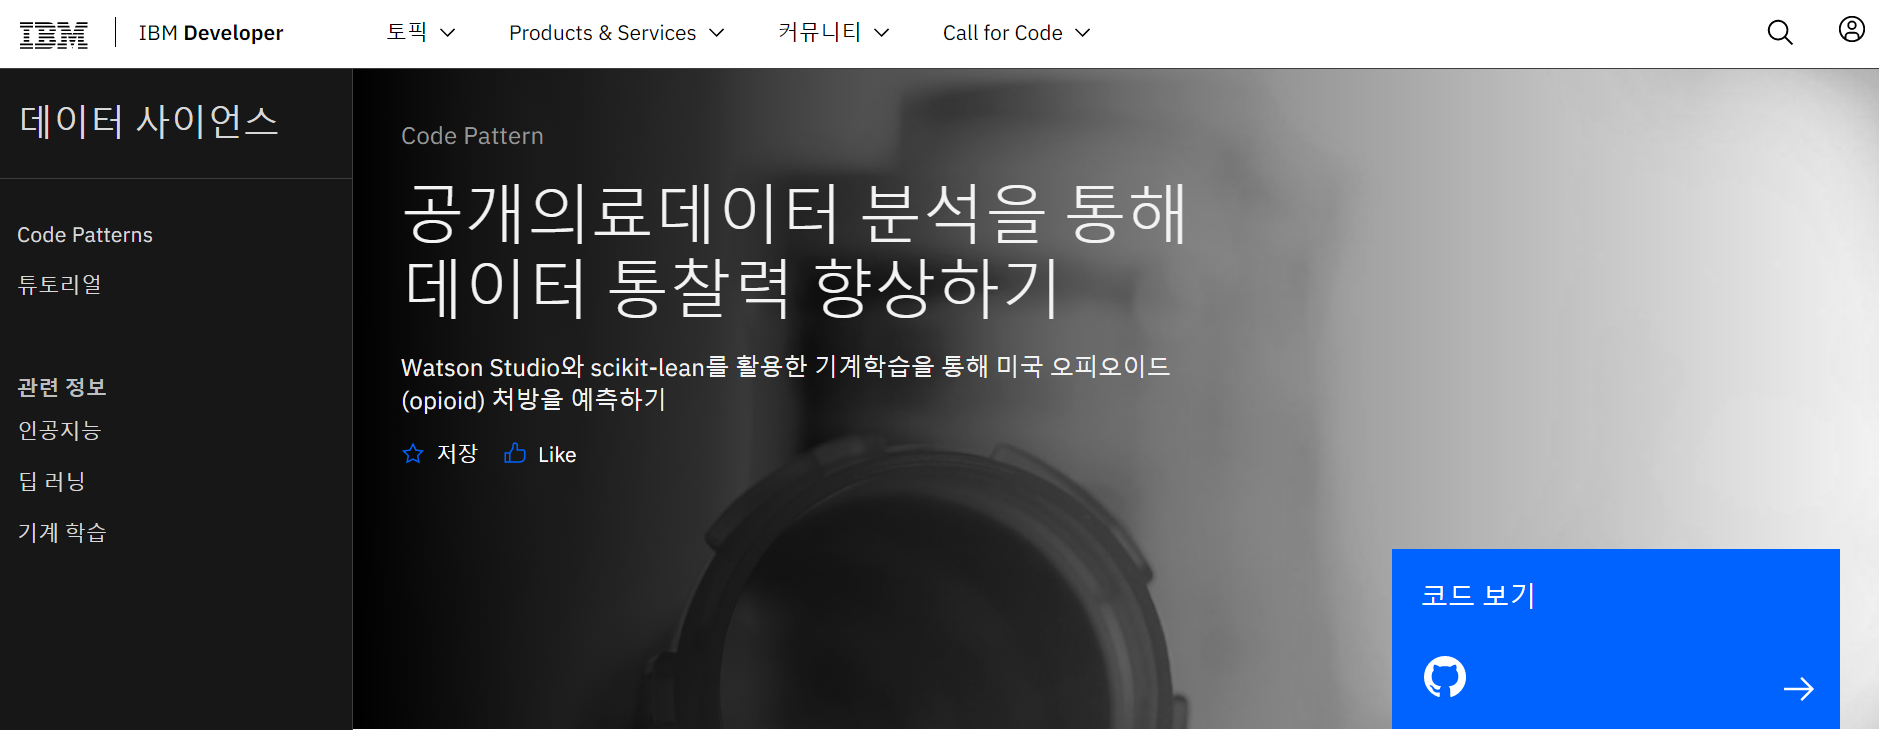 IBM
IBM Developer
토픽
Products & Services
커뮤니티
Call for Code
데이터 사이언스
Code Patterns
튜토리얼
관련 정보
인공지능
딥 러닝
기계 학습
Code Pattern
공개의료데이터 분석을 통해
데이터 통찰력 향상하기
Watson Studio와 scikit-lean를 활용한 기계학습을 통해 미국 오피오이드
(opioid) 처방을 예측하기
저장
Like
코드 보기